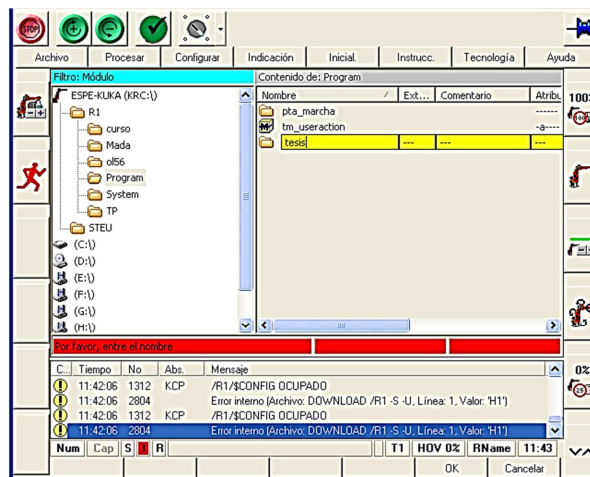 STOP
Archivo Procesar Configurar Indicación Inicial. Instrucc. Tecnología Ayuda
Filtro: Módulo Contenido de: Program
ESPE-KUKA (KRC:\)
R1
curso
Mada
ol56
Program
System
TP
STEU
(C:\)
(D:\)
(E:\)
(F:\)
(G:\)
(H:\)
Nombre Ext... Comentario Atribu
pta_marcha ------
tm_useraction -a----
tesis --- --- ---
100%
100
Por favor, entre el nombre
C... Tiempo No Abs. Mensaje
11:42:06 1312 KCP /R1/$CONFIG OCUPADO
11:42:06 2804 Error interno (Archivo: DOWNLOAD /R1 -S -U, Línea: 1, Valor: 'H1')
11:42:06 1312 KCP /R1/$CONFIG OCUPADO
11:42:06 2804 Error interno (Archivo: DOWNLOAD /R1 -S -U, Línea: 1, Valor: 'H1')
0%
Num Cap S I R T1 HOV 0% RName 11:43
OK Cancelar